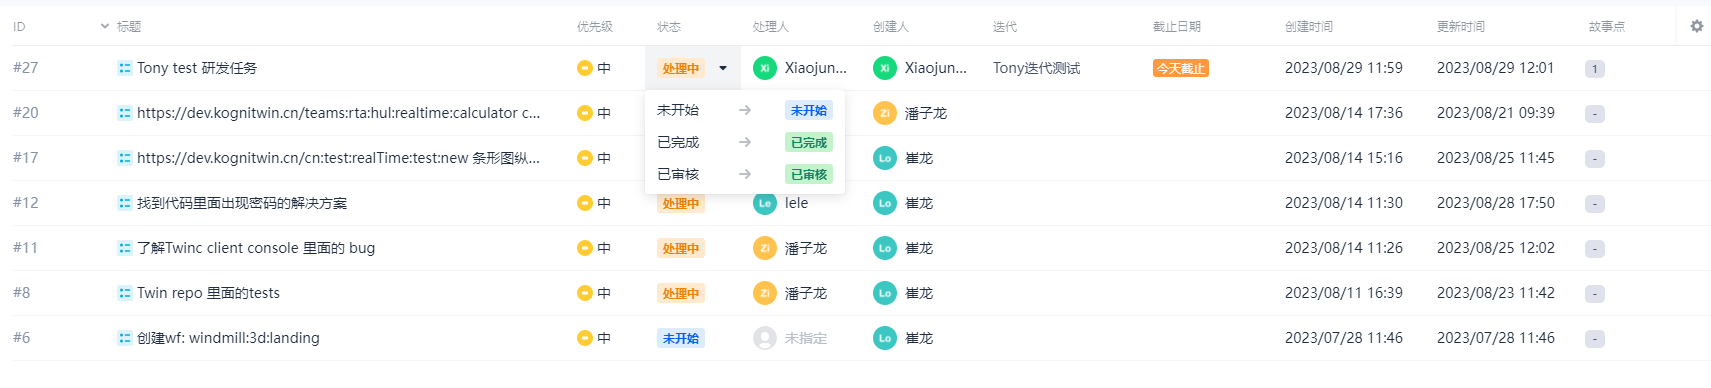 ID 标题 优先级 状态 处理人 创建人 迭代 截止日期 创建时间 更新时间 故事点
#27 Tony test 研发任务 中 处理中 Xi Xiaojun... Xi Xiaojun... Tony迭代测试 今天截止 2023/08/29 11:59 2023/08/29 12:01 1
#20 https://dev.kognitwin.cn/teams:rta:hul:realtime:calculator c... 中 未开始 → 未开始 Zi 潘子龙 2023/08/14 17:36 2023/08/21 09:39 -
已完成 → 已完成
#17 https://dev.kognitwin.cn/cn:test:realTime:test:new 条形图纵... 中 Lo 崔龙 2023/08/14 15:16 2023/08/25 11:45 -
已审核 → 已审核
#12 找到代码里面出现密码的解决方案 中 处理中 Le lele Lo 崔龙 2023/08/14 11:30 2023/08/28 17:50 -
#11 了解Twinc client console 里面的 bug 中 处理中 Zi 潘子龙 Lo 崔龙 2023/08/14 11:26 2023/08/25 12:02 -
#8 Twin repo 里面的tests 中 处理中 Zi 潘子龙 Lo 崔龙 2023/08/11 16:39 2023/08/23 11:42 -
#6 创建wf: windmill:3d:landing 中 未开始 未指定 Lo 崔龙 2023/07/28 11:46 2023/07/28 11:46 -